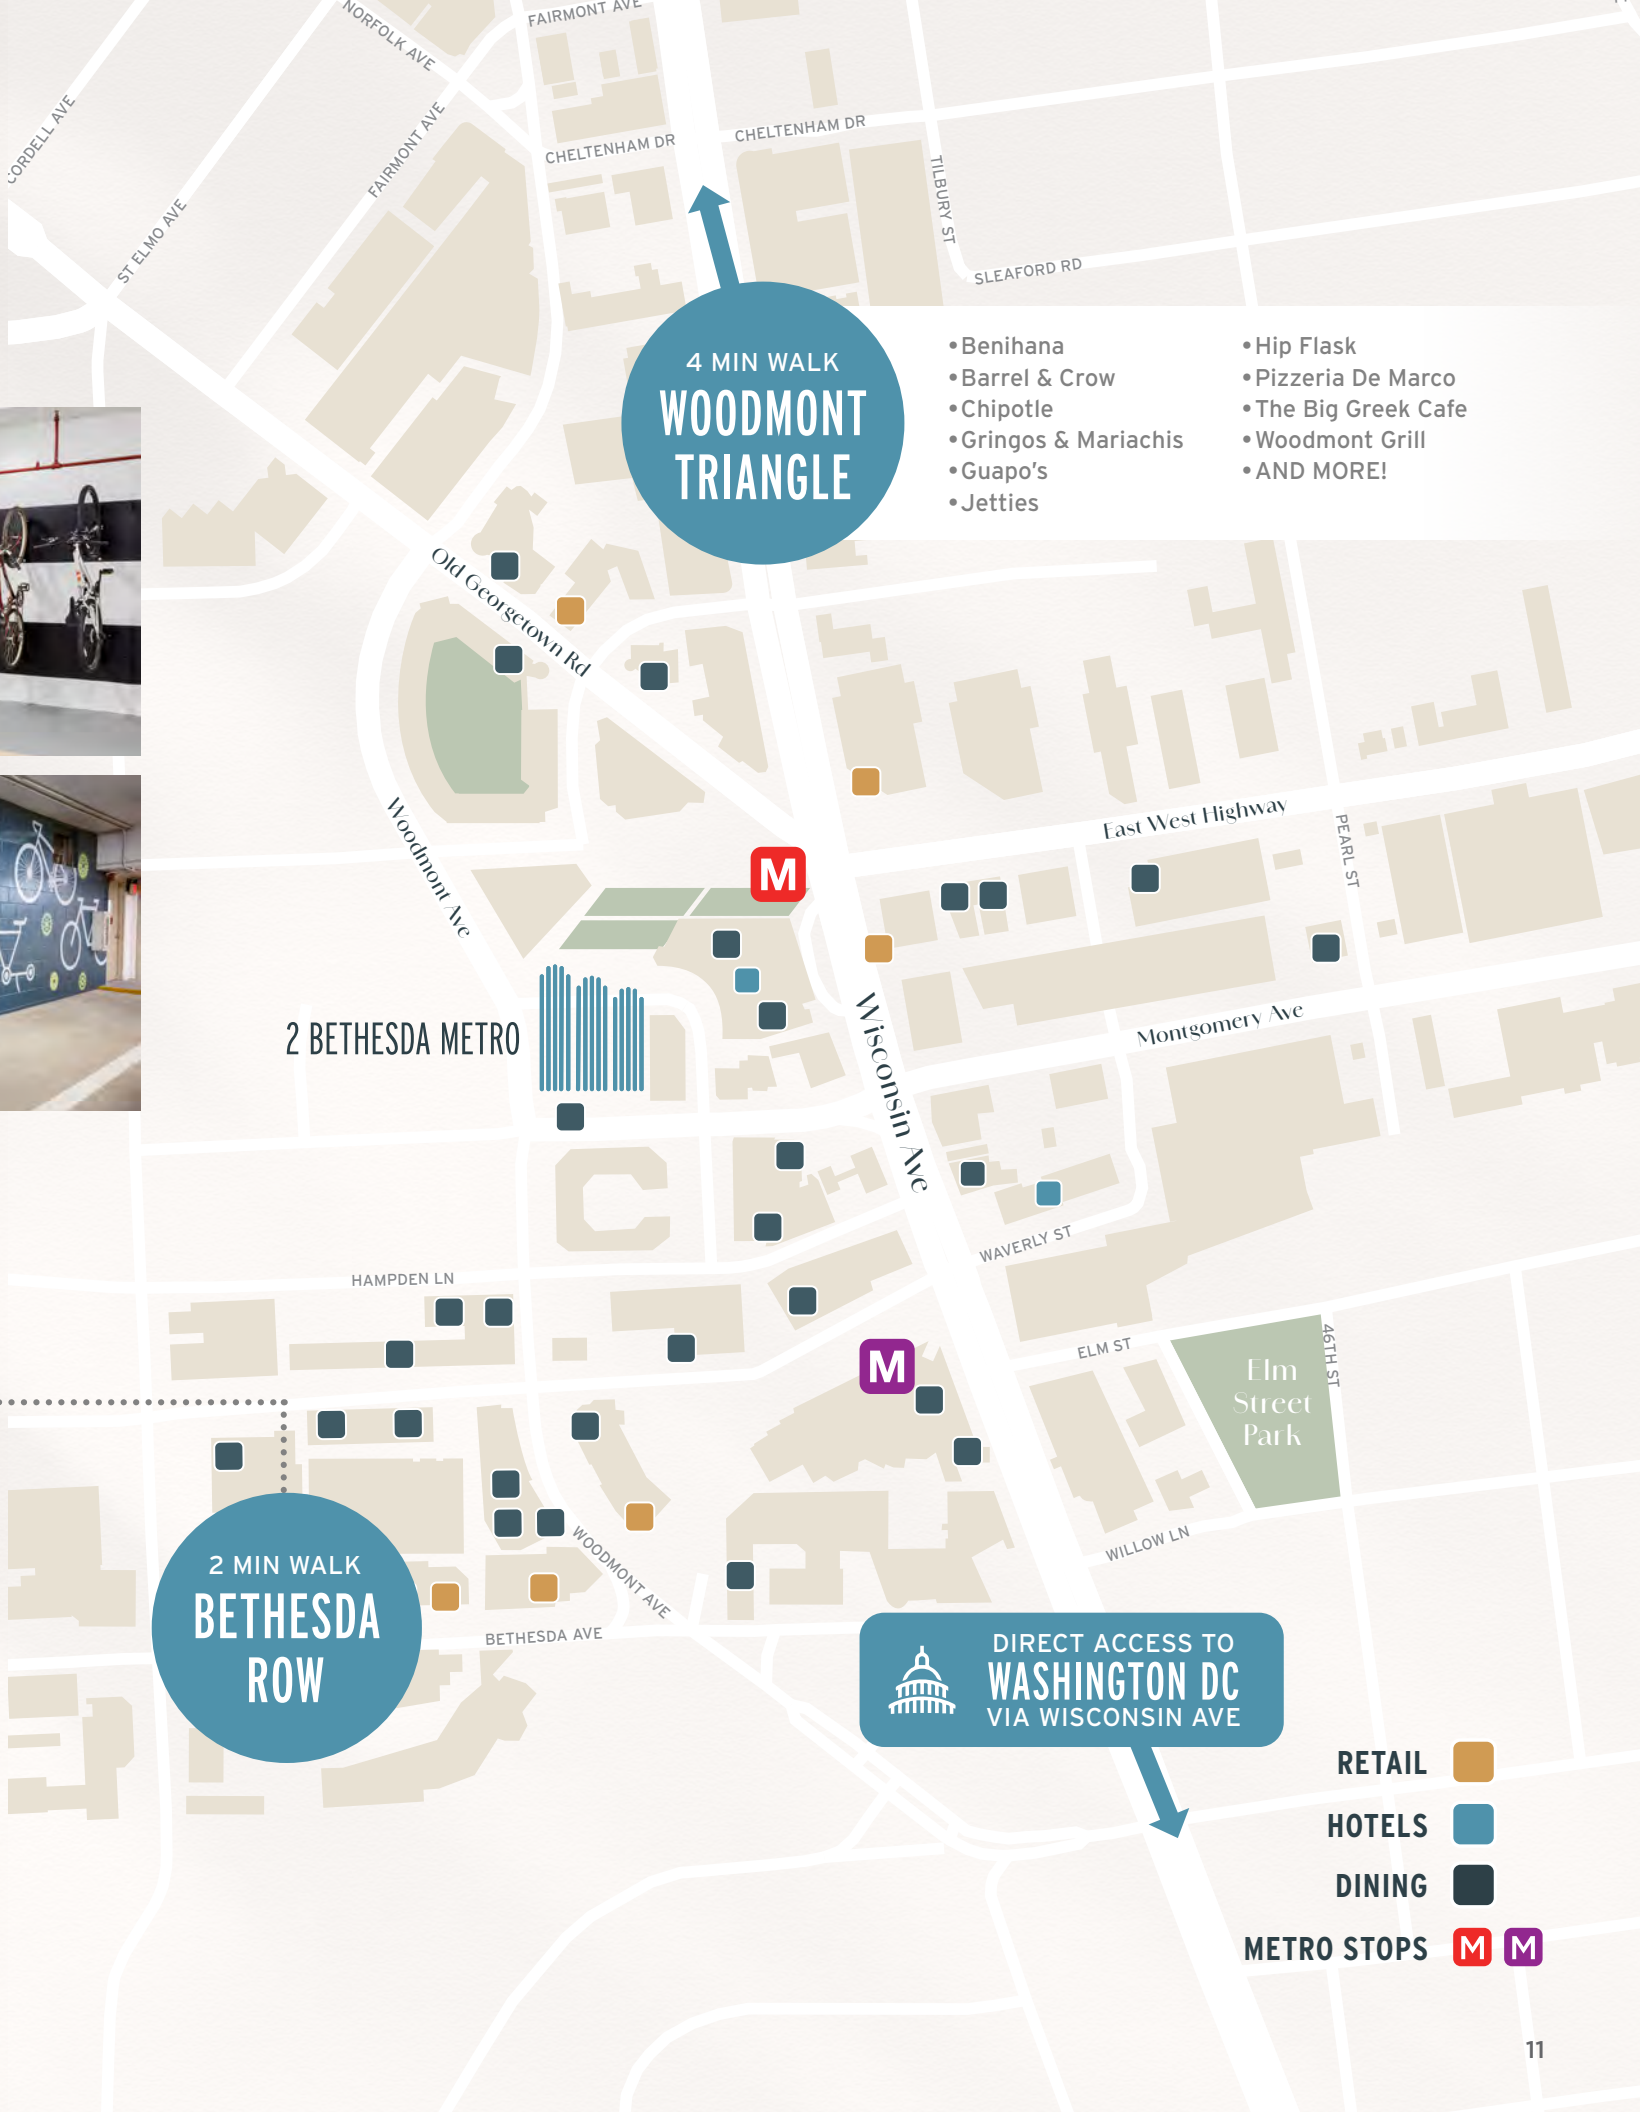 NORFOLK AVE
FAIRMONT AVE
CORDELL AVE
FAIRMONT AVE
CHELTENHAM DR
CHELTENHAM DR
TILBURY ST
ST ELMO AVE
SLEAFORD RD
4 MIN WALK
WOODMONT
TRIANGLE
•Benihana
•Barrel & Crow
•Chipotle
•Gringos & Mariachis
•Guapo's
•Jetties
•Hip Flask
•Pizzeria De Marco
•The Big Greek Cafe
•Woodmont Grill
•AND MORE!
Old Georgetown Rd
Woodmont Ave
East West Highway
PEARL ST
M
2 BETHESDA METRO
Wisconsin Ave
Montgomery Ave
WAVERLY ST
HAMPDEN LN
ELM ST
46TH ST
M
Elm
Street
Park
WILLOW LN
WOODMONT AVE
BETHESDA AVE
2 MIN WALK
BETHESDA
ROW
DIRECT ACCESS TO
WASHINGTON DC
VIA WISCONSIN AVE
RETAIL
HOTELS
DINING
METRO STOPS M M
11